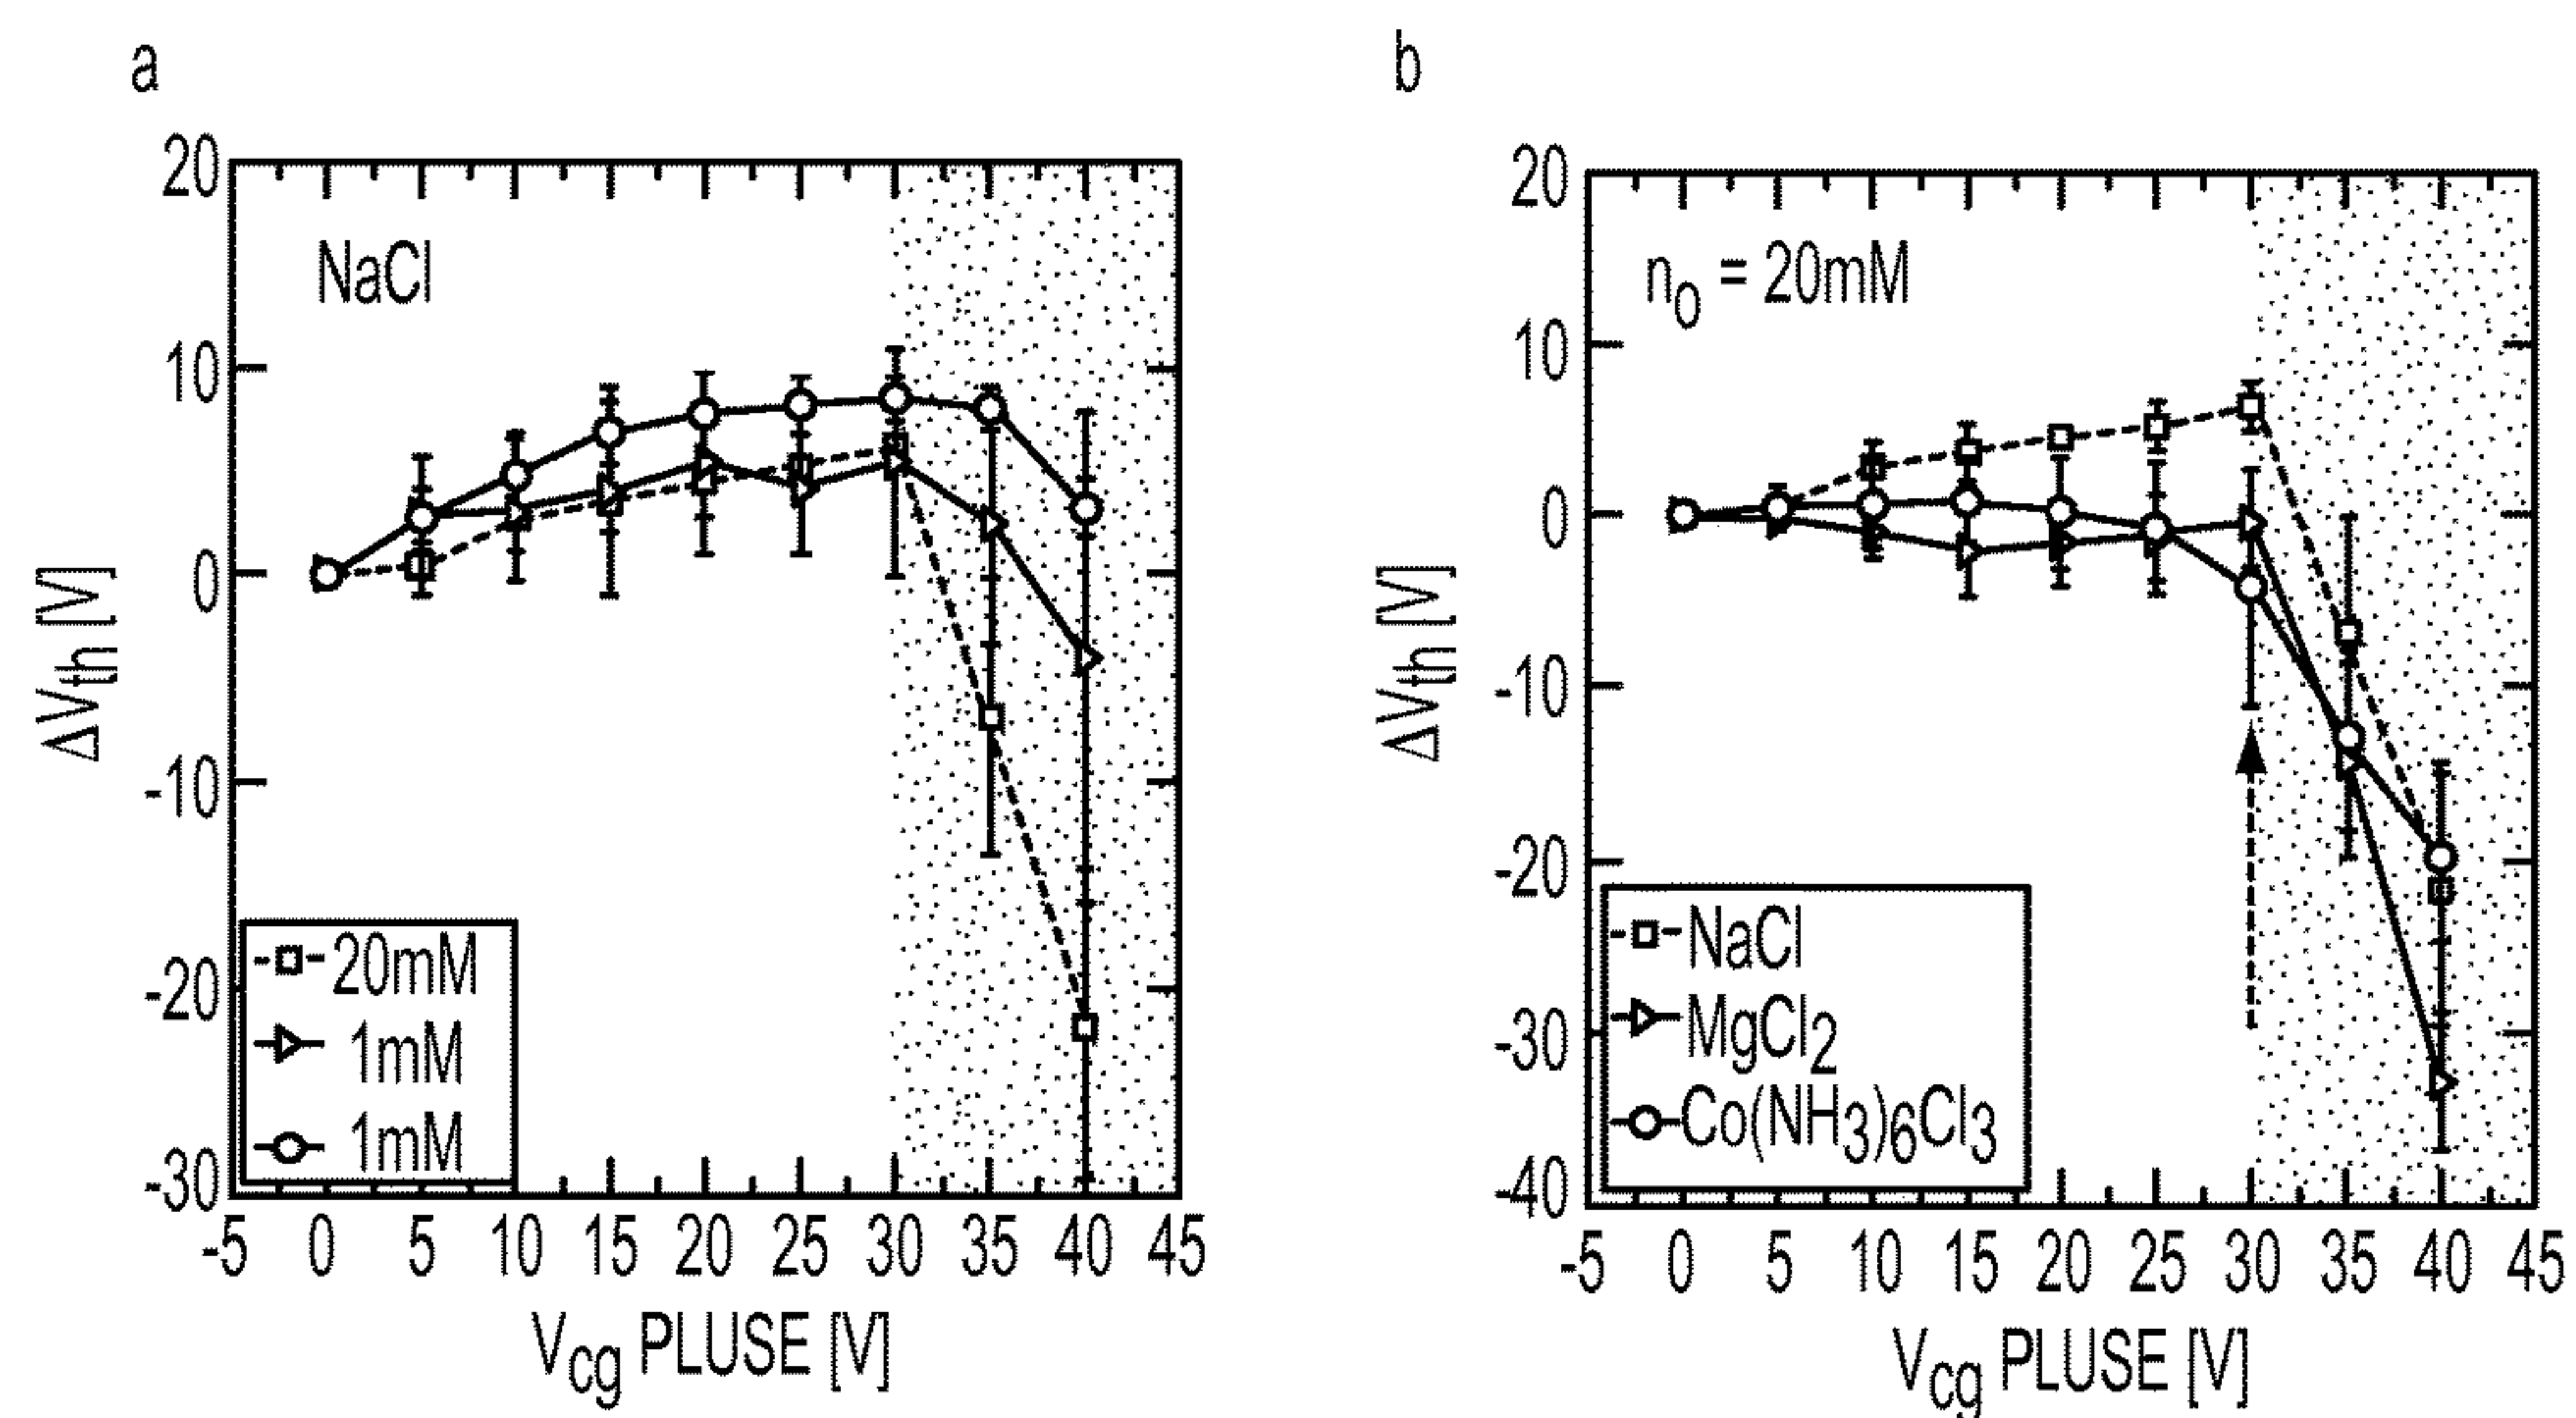 a
20
10
0
-10
-20
-30
ΔVth [V]
NaCl
20mM
1mM
1mM
-5 0 5 10 15 20 25 30 35 40 45
Vcg PLUSE [V]
b
20
10
0
-10
-20
-30
-40
ΔVth [V]
n0 = 20mM
NaCl
MgCl2
Co(NH3)6Cl3
-5 0 5 10 15 20 25 30 35 40 45
Vcg PLUSE [V]